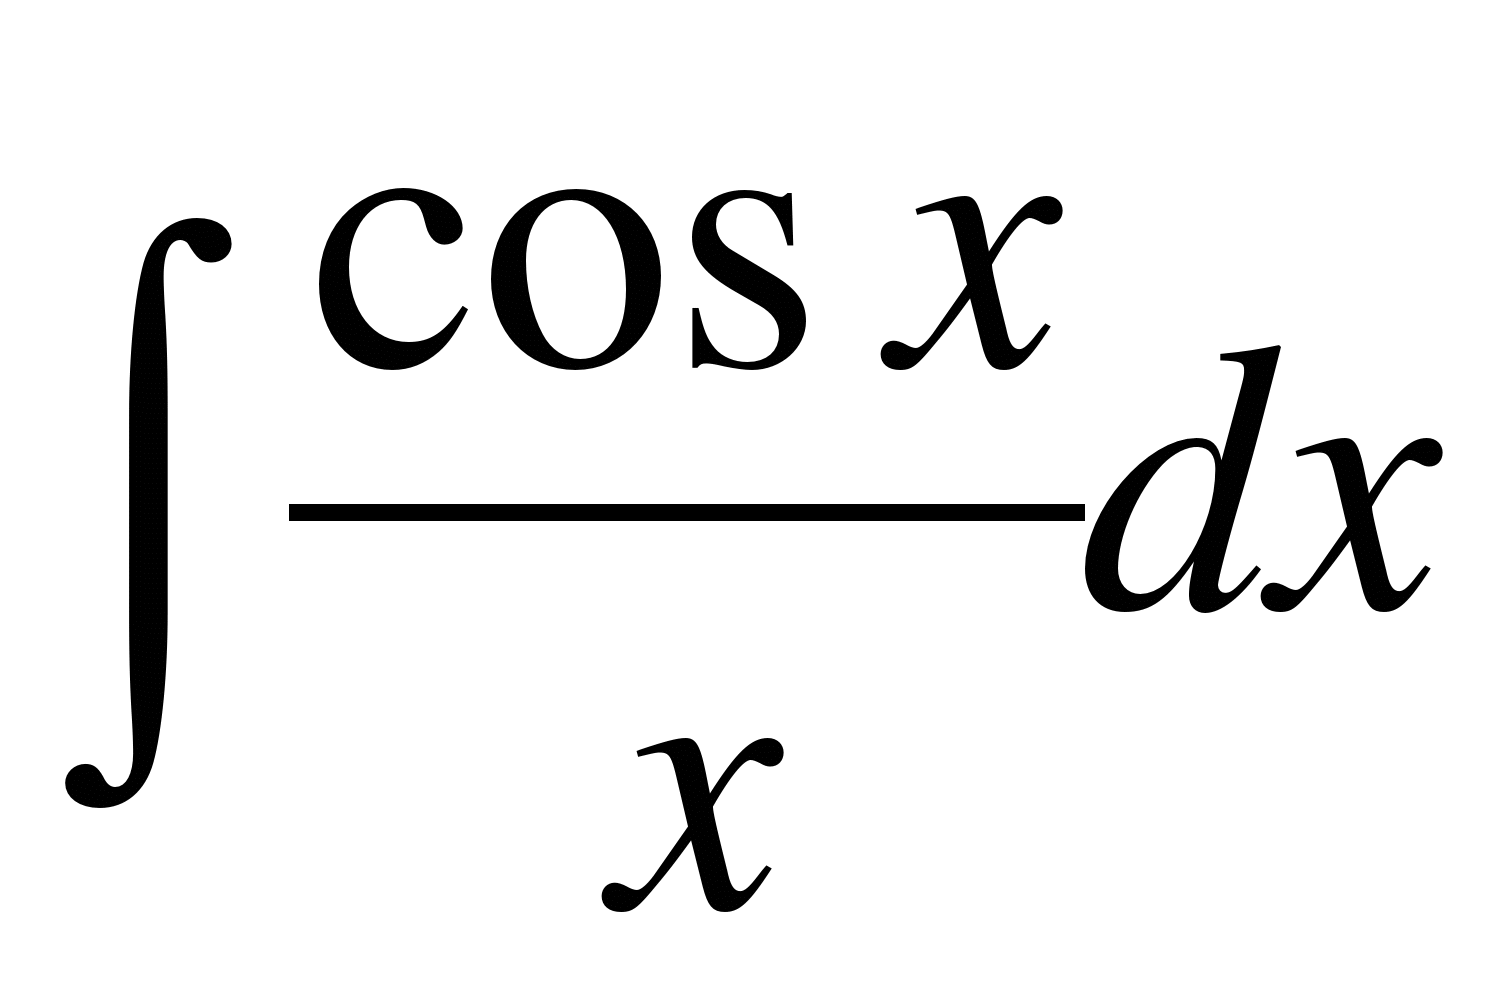 ∫ cos x / x dx